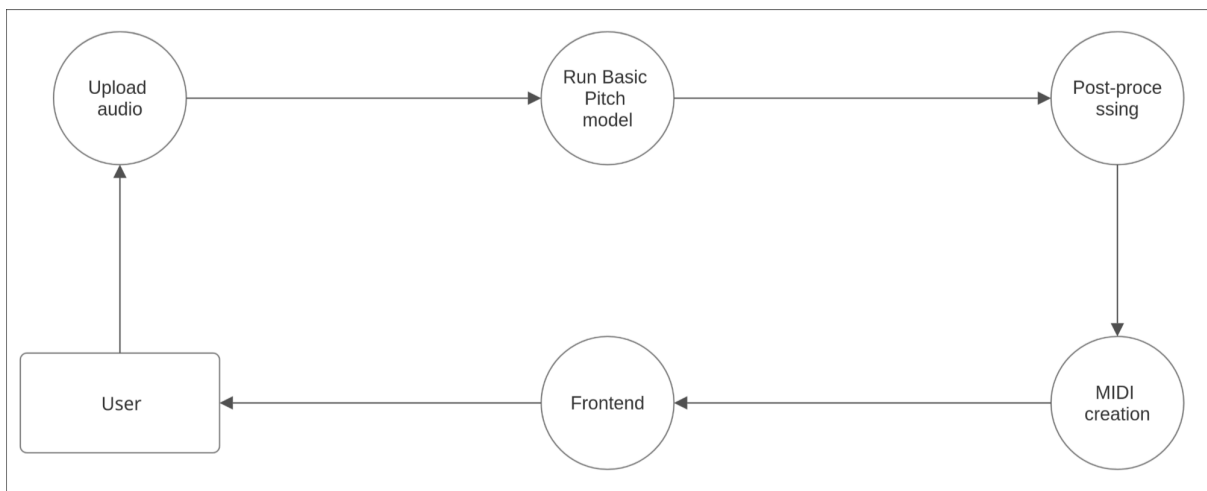 Upload
audio
Run Basic
Pitch
model
Post-proce
ssing
User
Frontend
MIDI
creation